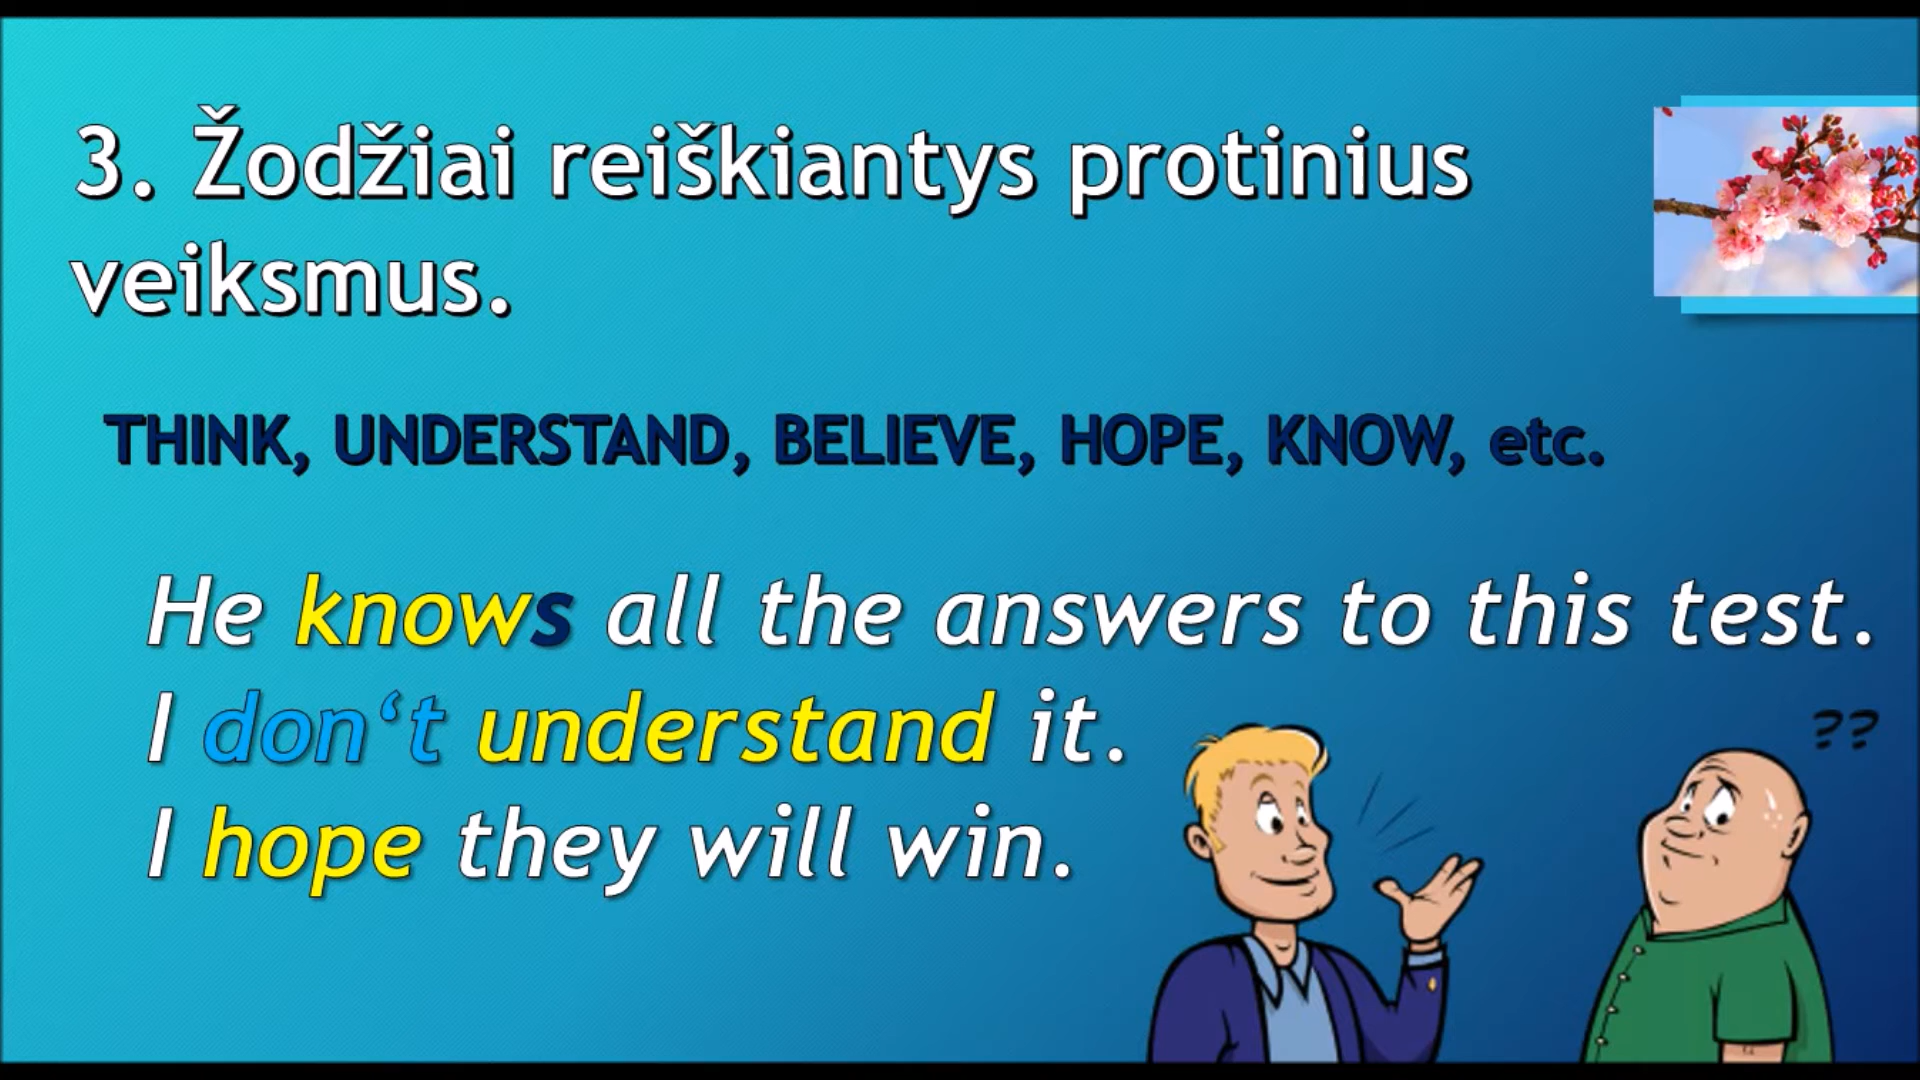 3. Žodžiai reiškiantys protinius
veiksmus.
THINK, UNDERSTAND, BELIEVE, HOPE, KNOW, etc.
He knows all the answers to this test.
I don‘t understand it.
??
I hope they will win.